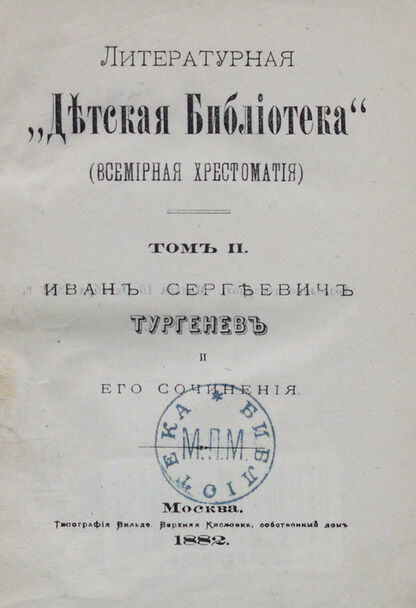 Литературная
„Дѣтская Библіотека“
(ВСЕМІРНАЯ ХРЕСТОМАТІЯ)
ТОМЪ II.
ИВАНЪ СЕРГѢЕВИЧЪ
ТУРГЕНЕВЪ
И
ЕГО СОЧИНЕНІЯ.
БИБЛІОТЕКА
М.П.М.
Москва.
Типографія Вильде. Верхняя Кисловка, собственный домъ
1882.